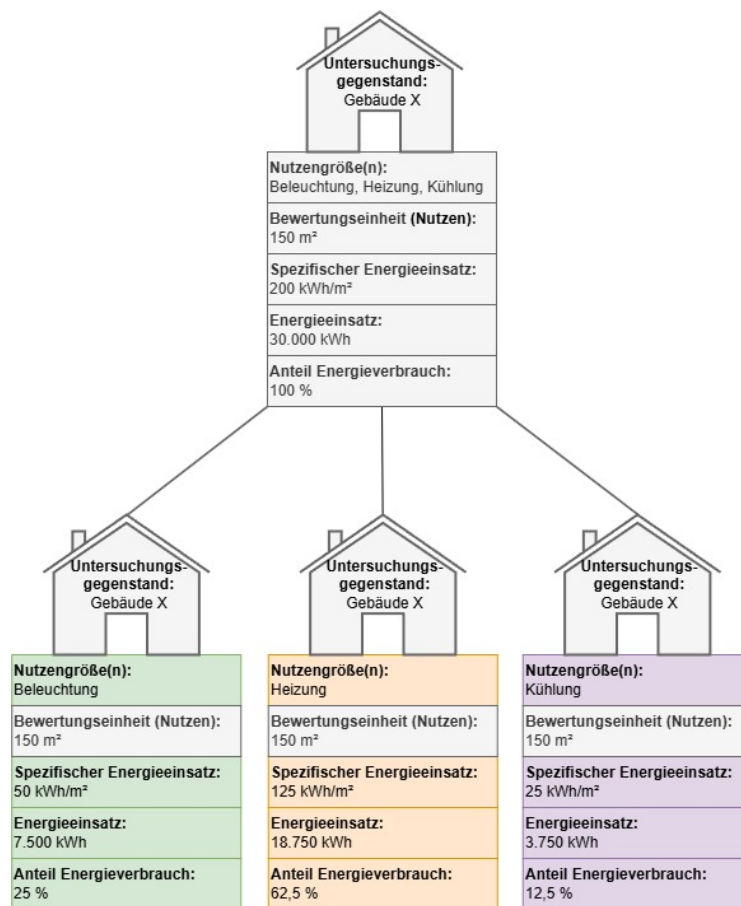 Untersuchungs-
gegenstand:
Gebäude X
Nutzengröße(n):
Beleuchtung, Heizung, Kühlung
Bewertungseinheit (Nutzen):
150 m²
Spezifischer Energieeinsatz:
200 kWh/m²
Energieeinsatz:
30.000 kWh
Anteil Energieverbrauch:
100 %
Untersuchungs-
gegenstand:
Gebäude X
Nutzengröße(n):
Beleuchtung
Bewertungseinheit (Nutzen):
150 m²
Spezifischer Energieeinsatz:
50 kWh/m²
Energieeinsatz:
7.500 kWh
Anteil Energieverbrauch:
25 %
Untersuchungs-
gegenstand:
Gebäude X
Nutzengröße(n):
Heizung
Bewertungseinheit (Nutzen):
150 m²
Spezifischer Energieeinsatz:
125 kWh/m²
Energieeinsatz:
18.750 kWh
Anteil Energieverbrauch:
62,5 %
Untersuchungs-
gegenstand:
Gebäude X
Nutzengröße(n):
Kühlung
Bewertungseinheit (Nutzen):
150 m²
Spezifischer Energieeinsatz:
25 kWh/m²
Energieeinsatz:
3.750 kWh
Anteil Energieverbrauch:
12,5 %